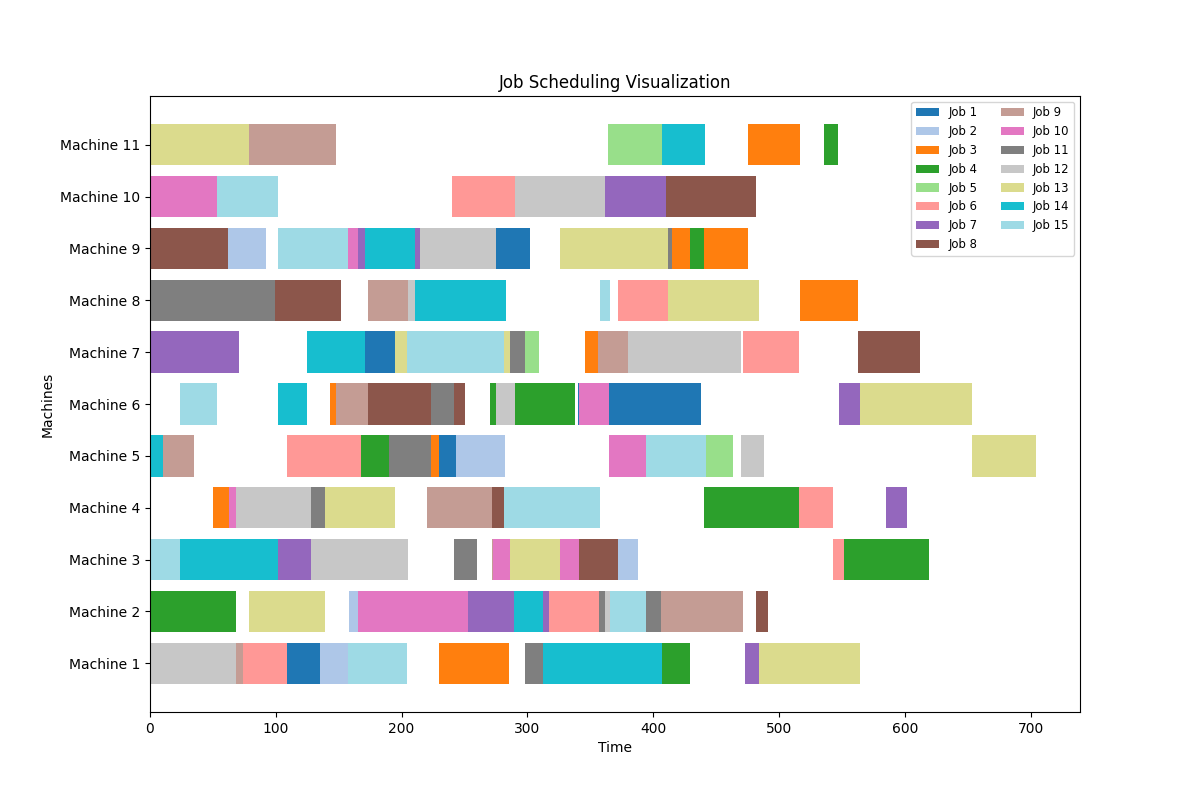 Job Scheduling Visualization
Machine 11
Machine 10
Machine 9
Machine 8
Machine 7
Machine 6
Machine 5
Machine 4
Machine 3
Machine 2
Machine 1
Machines
0 100 200 300 400 500 600 700
Time
Job 1
Job 2
Job 3
Job 4
Job 5
Job 6
Job 7
Job 8
Job 9
Job 10
Job 11
Job 12
Job 13
Job 14
Job 15